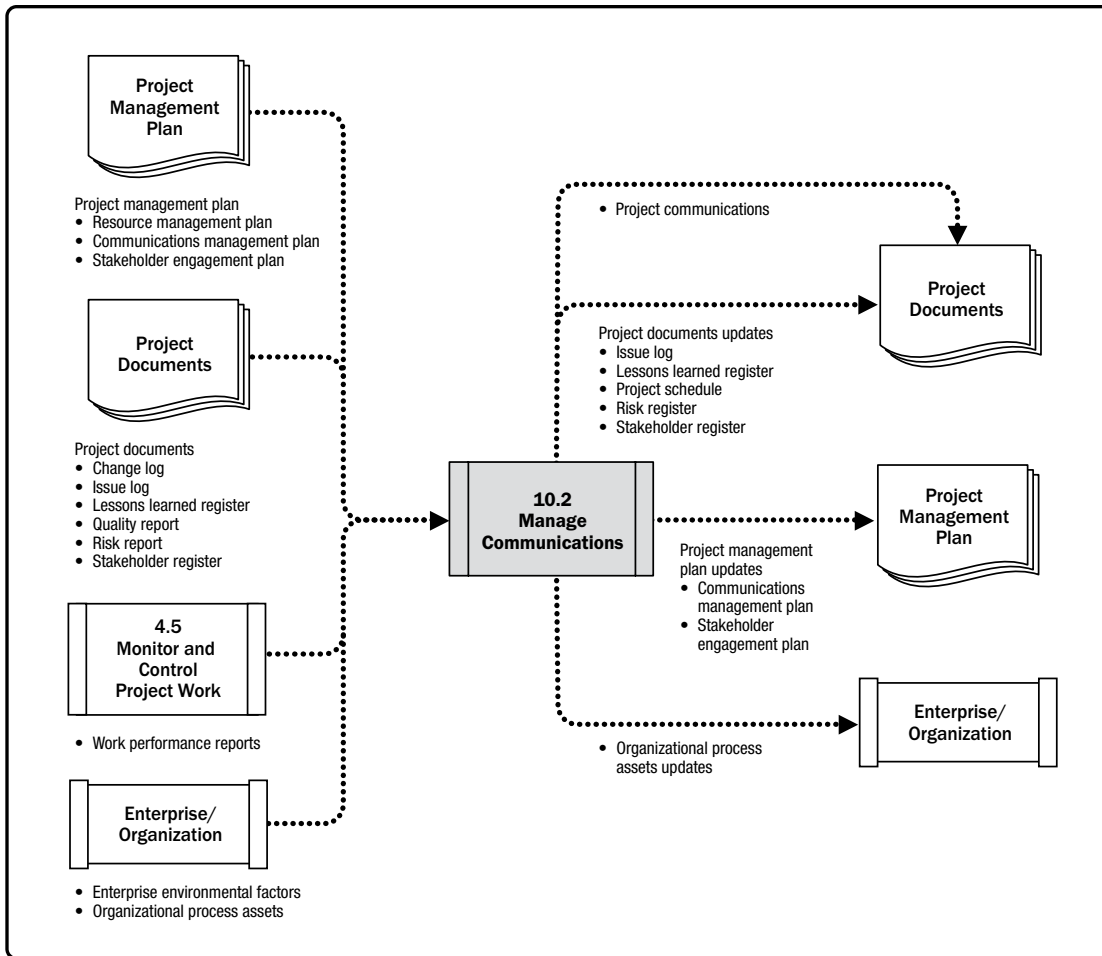 Project
Management
Plan
Project management plan
• Resource management plan
• Communications management plan
• Stakeholder engagement plan
Project
Documents
Project documents
• Change log
• Issue log
• Lessons learned register
• Quality report
• Risk report
• Stakeholder register
4.5
Monitor and
Control
Project Work
• Work performance reports
Enterprise/
Organization
• Enterprise environmental factors
• Organizational process assets
10.2
Manage
Communications
• Project communications
Project documents updates
• Issue log
• Lessons learned register
• Project schedule
• Risk register
• Stakeholder register
Project management
plan updates
• Communications
management plan
• Stakeholder
engagement plan
• Organizational process
assets updates
Project
Documents
Project
Management
Plan
Enterprise/
Organization